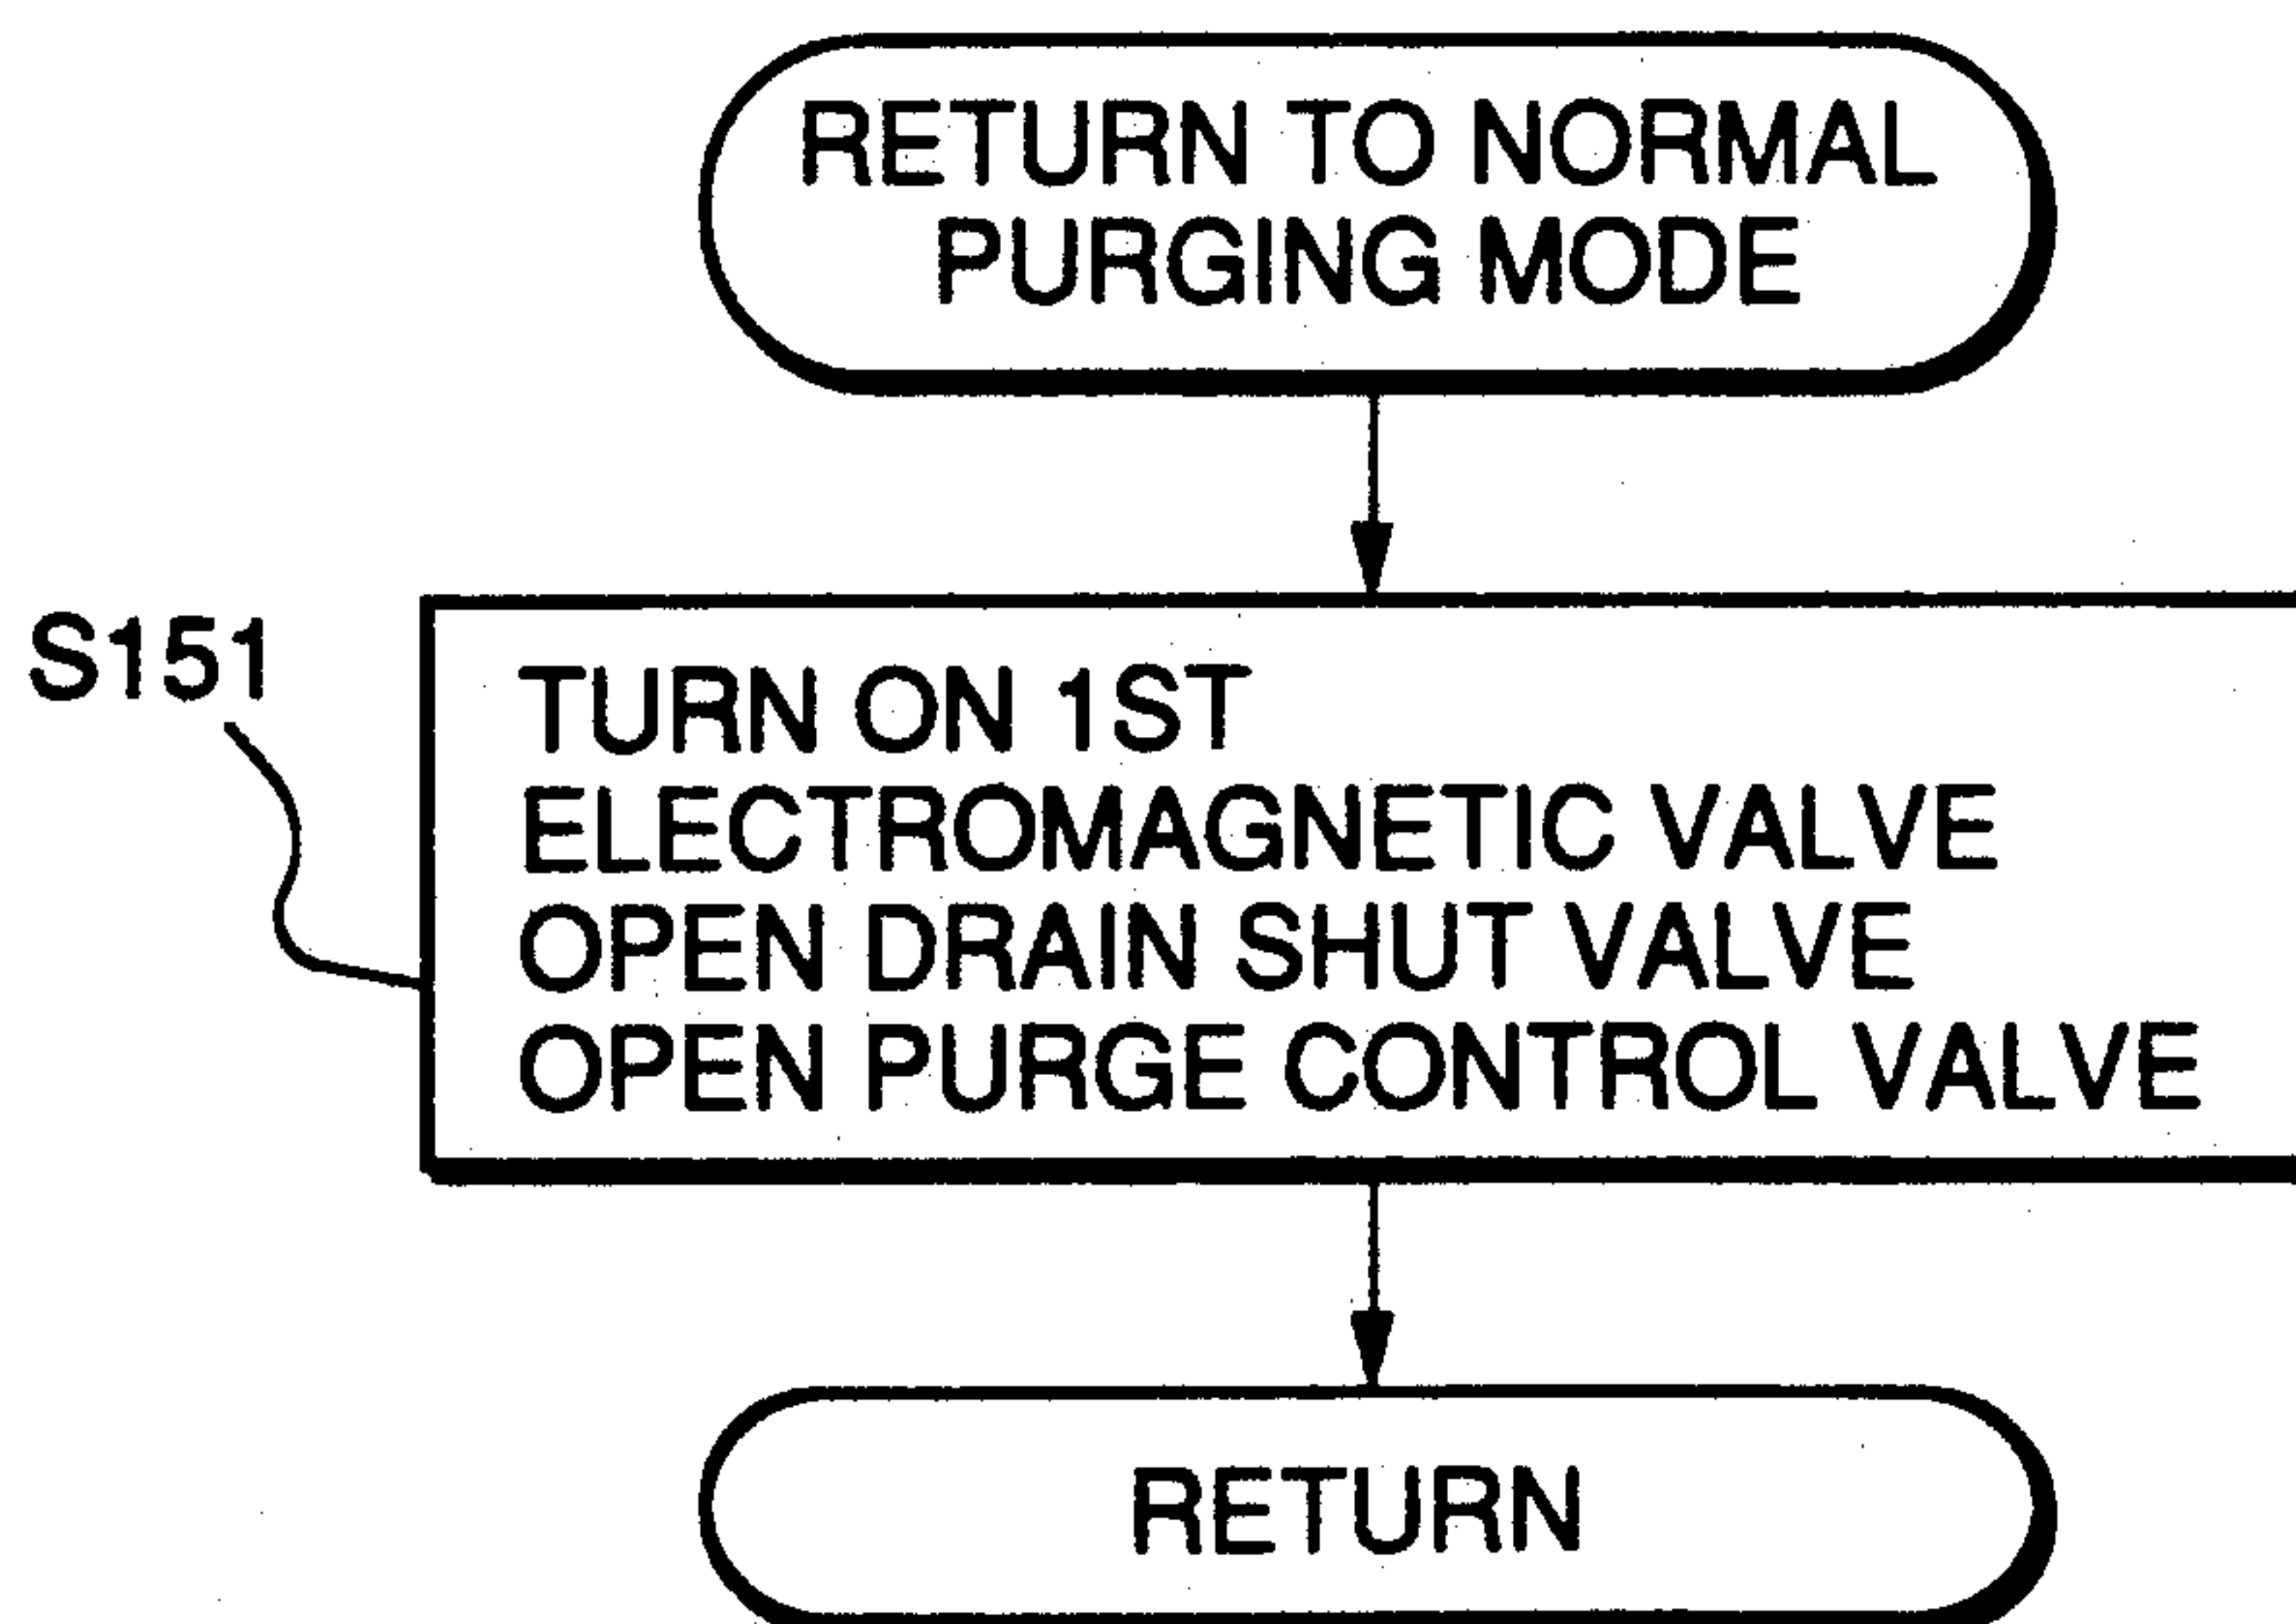 RETURN TO NORMAL
PURGING MODE
S151
TURN ON 1ST
ELECTROMAGNETIC VALVE
OPEN DRAIN SHUT VALVE
OPEN PURGE CONTROL VALVE
RETURN